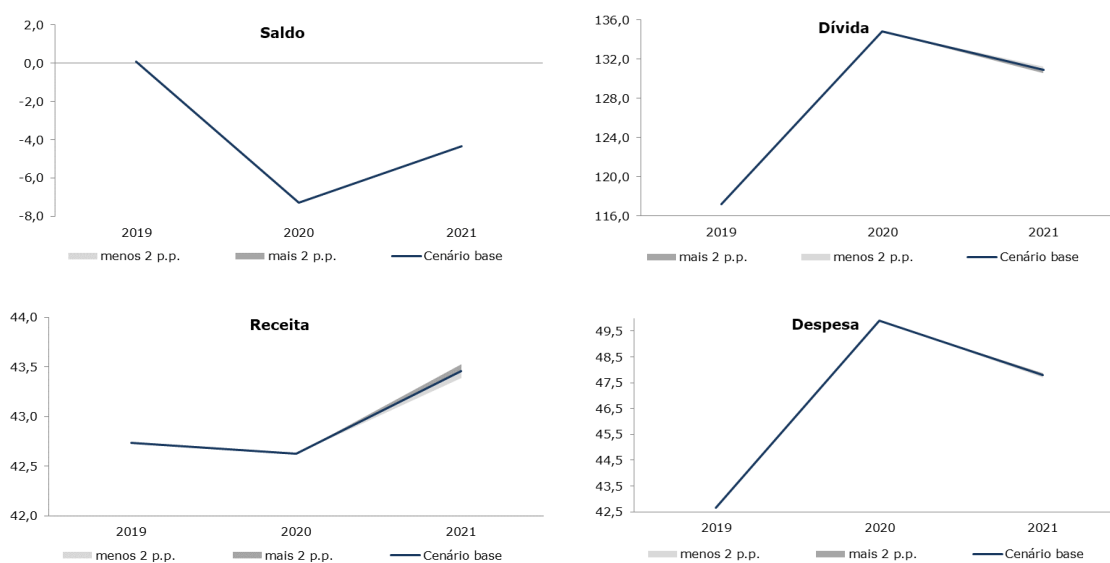 Saldo
2,0
0,0
-2,0
-4,0
-6,0
-8,0
2019 2020 2021
menos 2 p.p. mais 2 p.p. Cenário base
Dívida
136,0
132,0
128,0
124,0
120,0
116,0
2019 2020 2021
mais 2 p.p. menos 2 p.p. Cenário base
Receita
44,0
43,5
43,0
42,5
42,0
2019 2020 2021
menos 2 p.p. mais 2 p.p. Cenário base
Despesa
49,5
48,5
47,5
46,5
45,5
44,5
43,5
42,5
2019 2020 2021
menos 2 p.p. mais 2 p.p. Cenário base